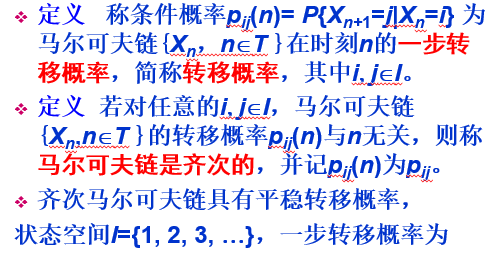 ❖ 定义 称条件概率pij(n)= P{Xn+1=j|Xn=i} 为
马尔可夫链{Xn，n∈T }在时刻n的一步转
移概率，简称转移概率，其中i, j∈I。
❖ 定义 若对任意的i, j∈I，马尔可夫链
{Xn,n∈T }的转移概率pij(n)与n无关，则称
马尔可夫链是齐次的，并记pij(n)为pij。
❖ 齐次马尔可夫链具有平稳转移概率，
状态空间I={1, 2, 3, …}，一步转移概率为